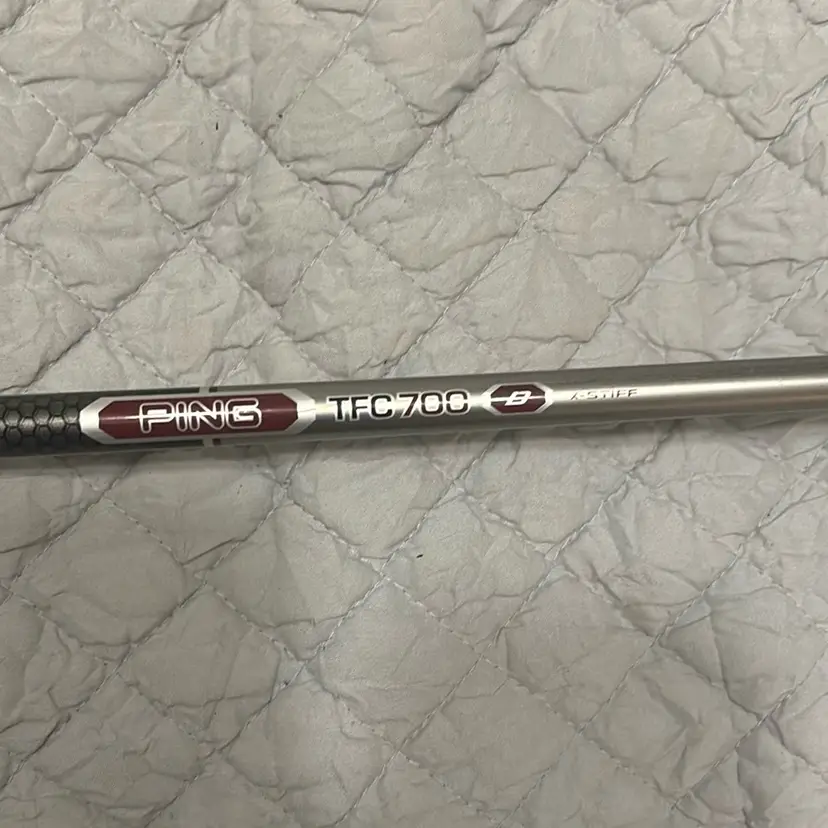 PING TFC 700 B X-STIFF